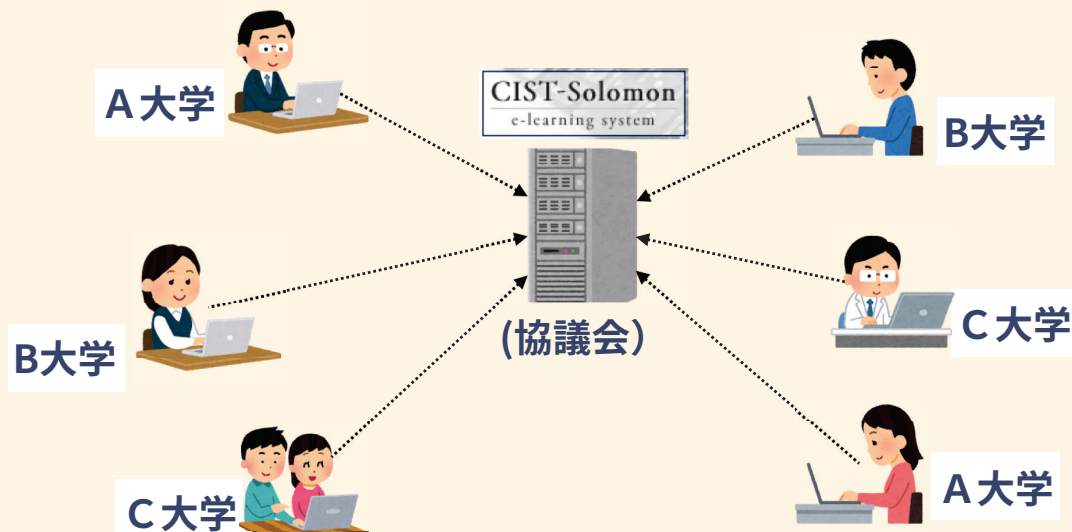 A大学
CIST-Solomon
e-learning system
B大学
B大学
(協議会）
C大学
C大学
A大学